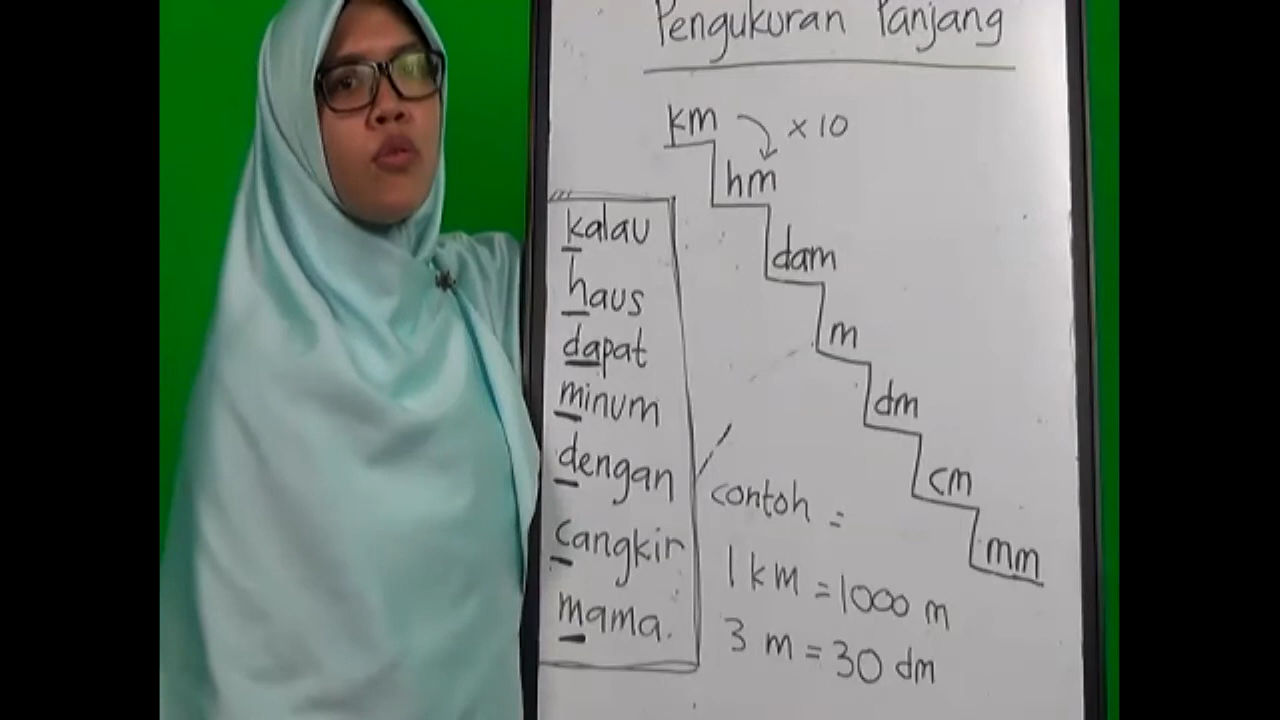 Pengukuran Panjang
km x 10
hm
dam
m
dm
cm
mm
kalau
haus
dapat
minum
dengan
cangkir
mama.
contoh =
1 km = 1000 m
3 m = 30 dm